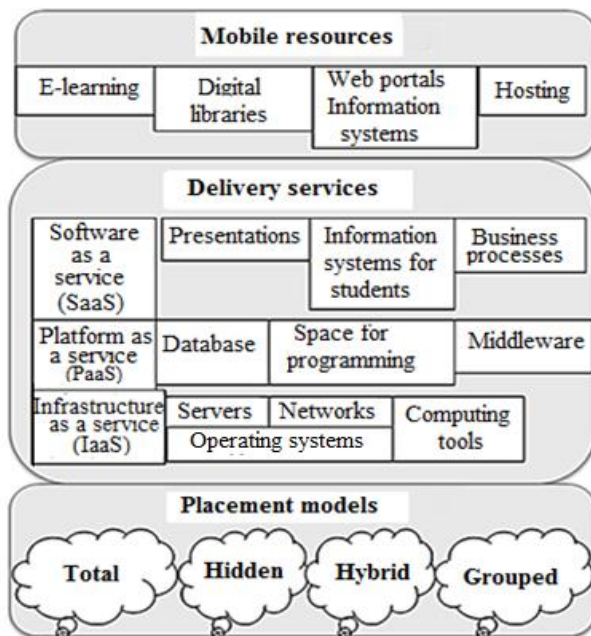 Mobile resources
E-learning
Digital
libraries
Web portals
Information
systems
Hosting
Delivery services
Software
as a
service
(SaaS)
Presentations
Information
systems for
students
Business
processes
Platform as
a service
(PaaS)
Database
Space for
programming
Middleware
Infrastructure
as a service
(IaaS)
Servers
Networks
Operating systems
Computing
tools
Placement models
Total
Hidden
Hybrid
Grouped